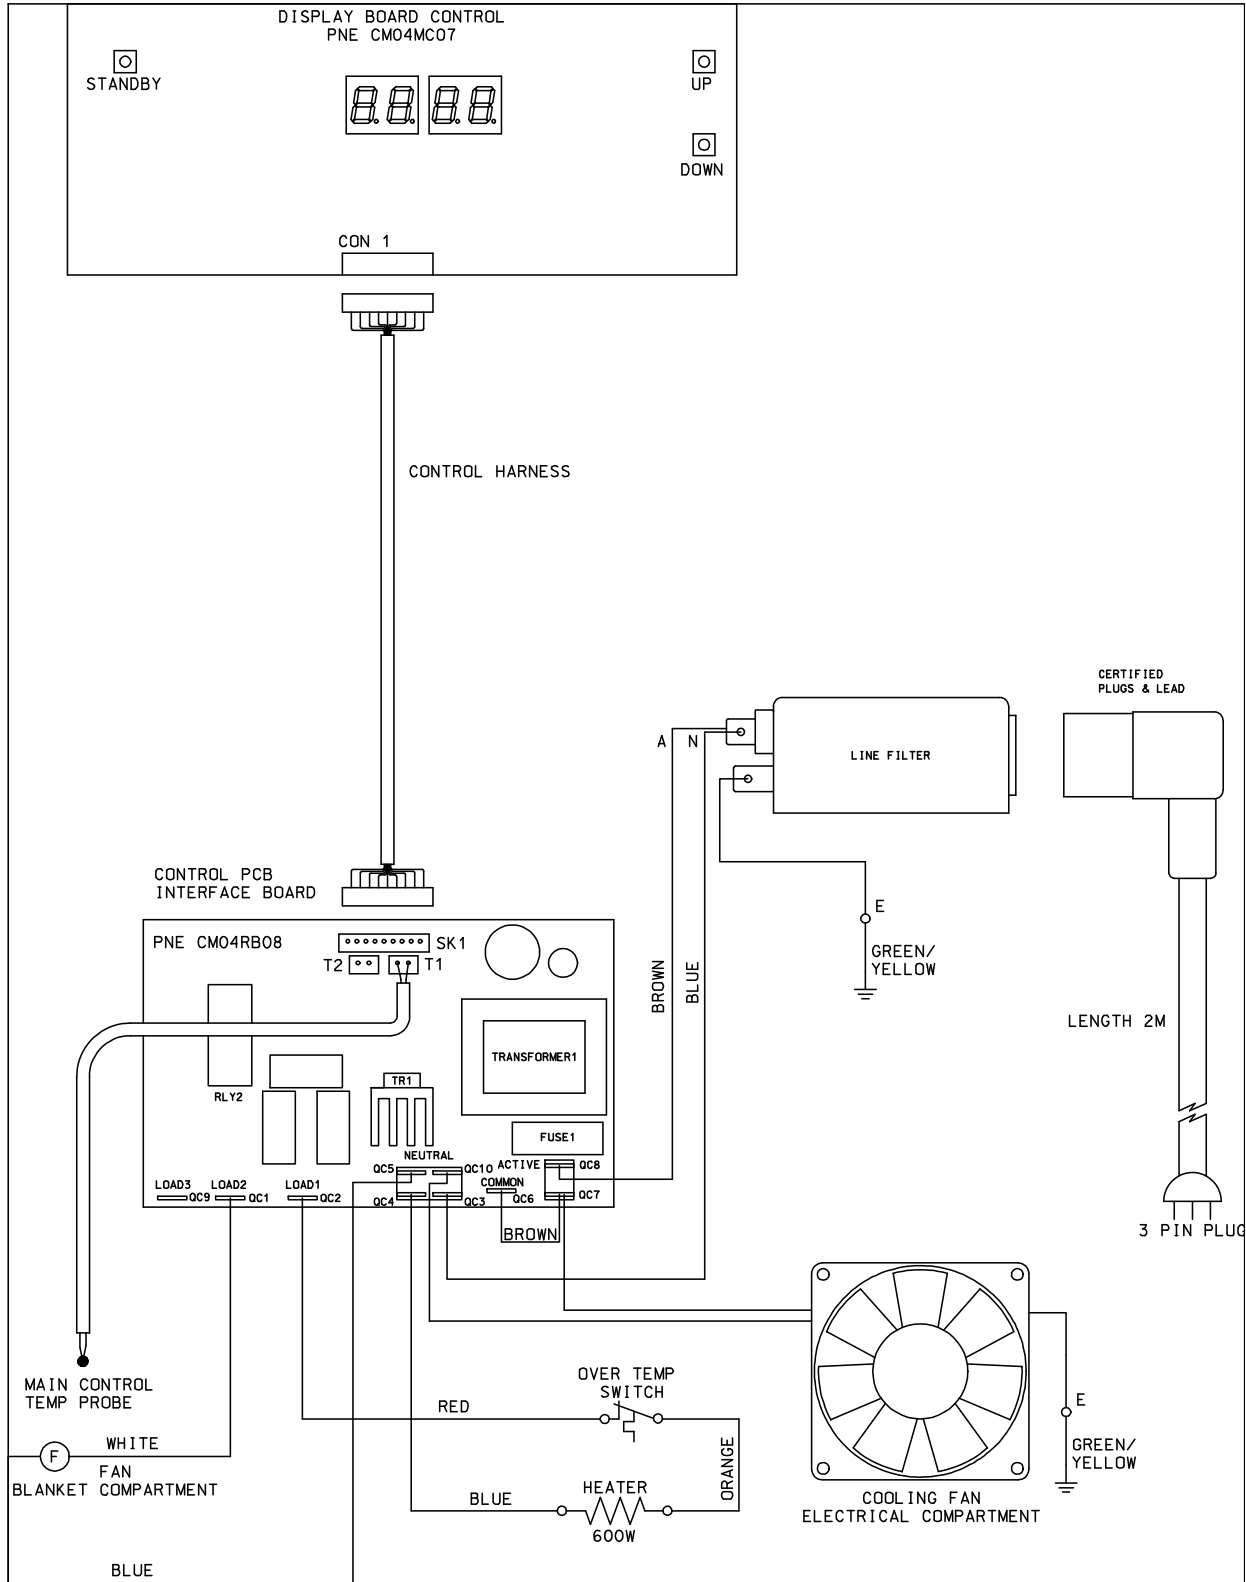 DISPLAY BOARD CONTROL
PNE CM04MC07
STANDBY
UP
DOWN
CON 1
CONTROL HARNESS
CERTIFIED
PLUGS & LEAD
A N
LINE FILTER
CONTROL PCB
INTERFACE BOARD
E
GREEN/
YELLOW
BROWN
BLUE
LENGTH 2M
PNE CM04RB08
SK1
T2
T1
TRANSFORMER1
RLY2
TR1
FUSE1
NEUTRAL
QC5
QC10
ACTIVE
QC8
LOAD3
LOAD2
LOAD1
COMMON
QC9
QC1
QC2
QC4
QC3
QC6
QC7
BROWN
3 PIN PLUG
MAIN CONTROL
TEMP PROBE
OVER TEMP
SWITCH
RED
E
WHITE
F
FAN
BLANKET COMPARTMENT
ORANGE
GREEN/
YELLOW
BLUE
HEATER
600W
COOLING FAN
ELECTRICAL COMPARTMENT
BLUE